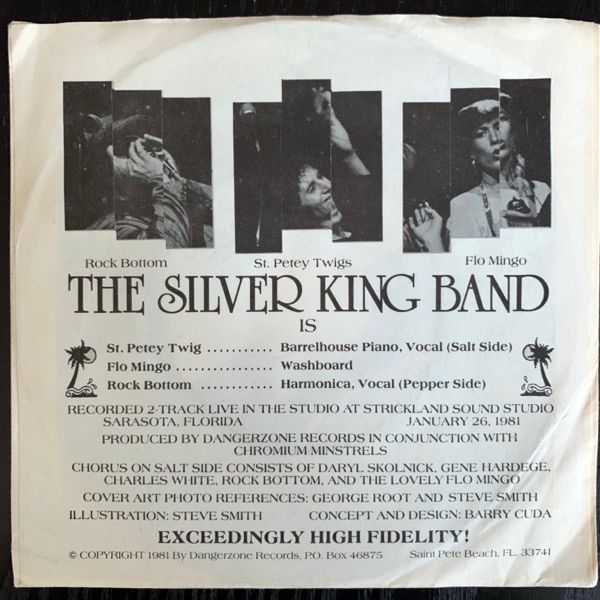 Rock Bottom St. Petey Twigs Flo Mingo
THE SILVER KING BAND
IS
St. Petey Twig .......... Barrelhouse Piano, Vocal (Salt Side)
Flo Mingo ............... Washboard
Rock Bottom ........... Harmonica, Vocal (Pepper Side)
RECORDED 2-TRACK LIVE IN THE STUDIO AT STRICKLAND SOUND STUDIO
SARASOTA, FLORIDA JANUARY 26, 1981
PRODUCED BY DANGERZONE RECORDS IN CONJUNCTION WITH
CHROMIUM MINSTRELS
CHORUS ON SALT SIDE CONSISTS OF DARYL SKOLNICK, GENE HARDEGE,
CHARLES WHITE, ROCK BOTTOM, AND THE LOVELY FLO MINGO
COVER ART PHOTO REFERENCES: GEORGE ROOT AND STEVE SMITH
ILLUSTRATION: STEVE SMITH CONCEPT AND DESIGN: BARRY CUDA
EXCEEDINGLY HIGH FIDELITY!
© COPYRIGHT 1981 By Dangerzone Records, P.O. Box 46875 Saint Pete Beach, FL. 33741